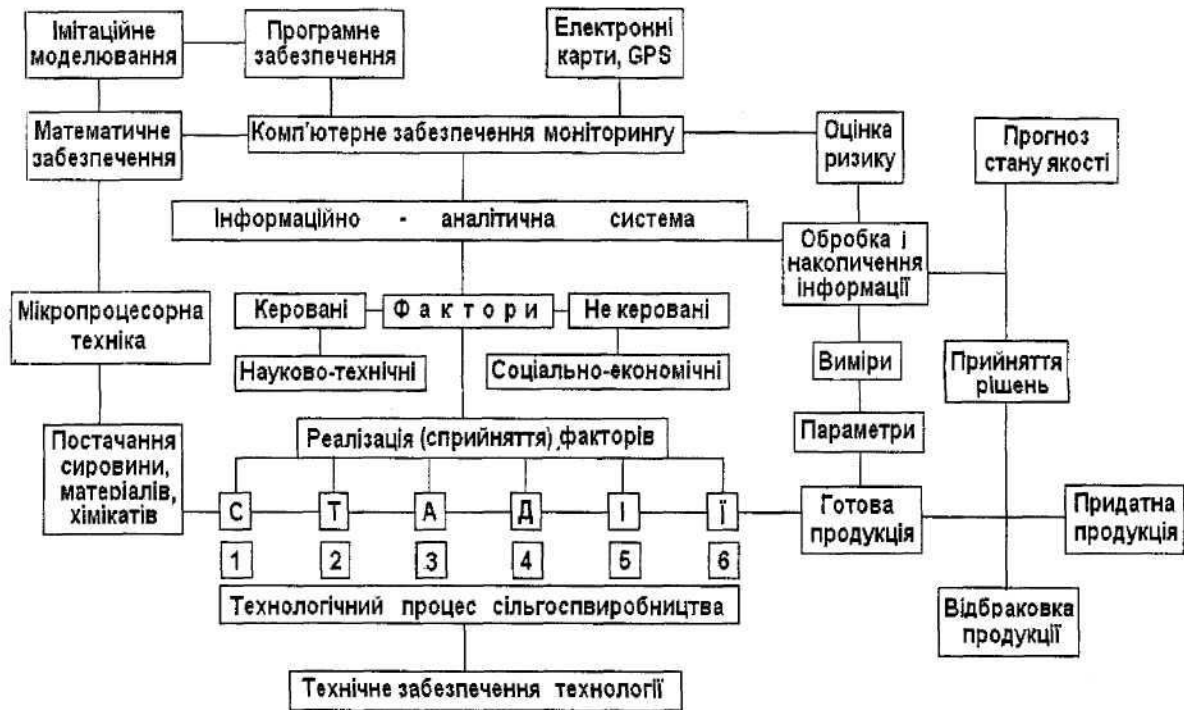 Імітаційне
моделювання
Програмне
забезпечення
Електронні
карти, GPS
Математичне
забезпечення
Комп'ютерне забезпечення моніторингу
Оцінка
ризику
Прогноз
стану якості
Інформаційно - аналітична система
Обробка і
накопичення
інформації
Мікропроцесорна
техніка
Керовані
Фактори
Не керовані
Науково-технічні
Соціально-економічні
Виміри
Прийняття
рішень
Постачання
сировини,
матеріалів,
хімікатів
Реалізація (сприйняття) факторів
Параметри
С Т А Д І Ї
Готова
продукція
Придатна
продукція
1 2 3 4 5 6
Технологічний процес сільгоспвиробництва
Відбраковка
продукції
Технічне забезпечення технології